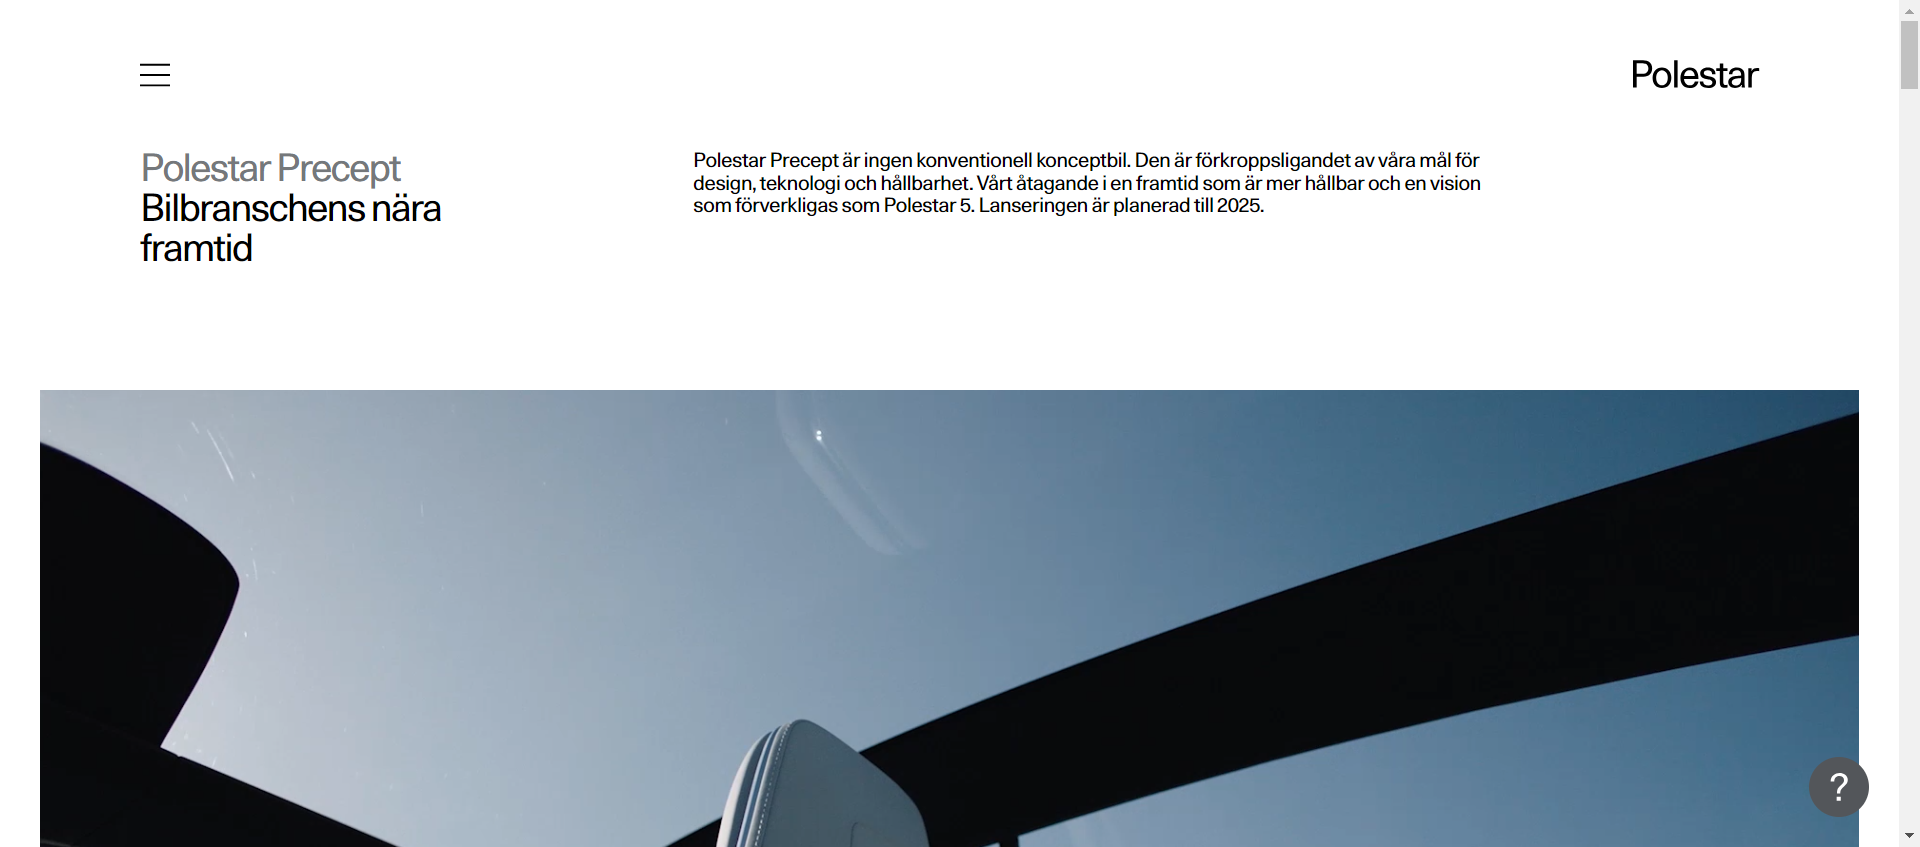 Polestar
Polestar Precept
Bilbranschens nära
framtid
Polestar Precept är ingen konventionell konceptbil. Den är förkroppsligandet av våra mål för
design, teknologi och hållbarhet. Vårt åtagande i en framtid som är mer hållbar och en vision
som förverkligas som Polestar 5. Lanseringen är planerad till 2025.
?